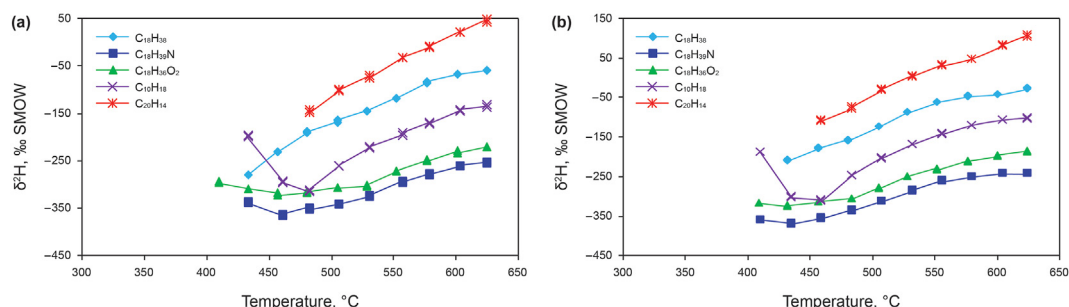 (a)
50
−50
−150
−250
−350
−450
δ²H, ‰ SMOW
C₁₈H₃₈
C₁₈H₃₉N
C₁₈H₃₆O₂
C₁₀H₁₈
C₂₀H₁₄
300 350 400 450 500 550 600 650
Temperature, °C
(b)
150
50
−50
−150
−250
−350
−450
δ²H, ‰ SMOW
C₁₈H₃₈
C₁₈H₃₉N
C₁₈H₃₆O₂
C₁₀H₁₈
C₂₀H₁₄
300 350 400 450 500 550 600 650
Temperature, °C